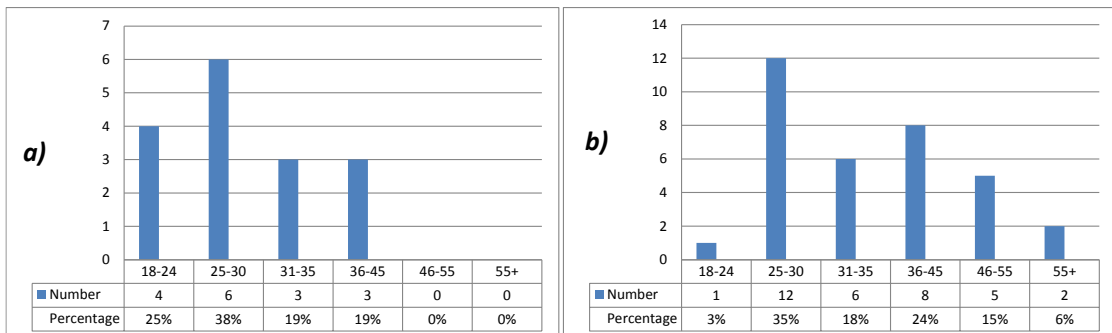 a)
7
6
5
4
3
2
1
0
18-24 25-30 31-35 36-45 46-55 55+
Number 4 6 3 3 0 0
Percentage 25% 38% 19% 19% 0% 0%
b)
14
12
10
8
6
4
2
0
18-24 25-30 31-35 36-45 46-55 55+
Number 1 12 6 8 5 2
Percentage 3% 35% 18% 24% 15% 6%